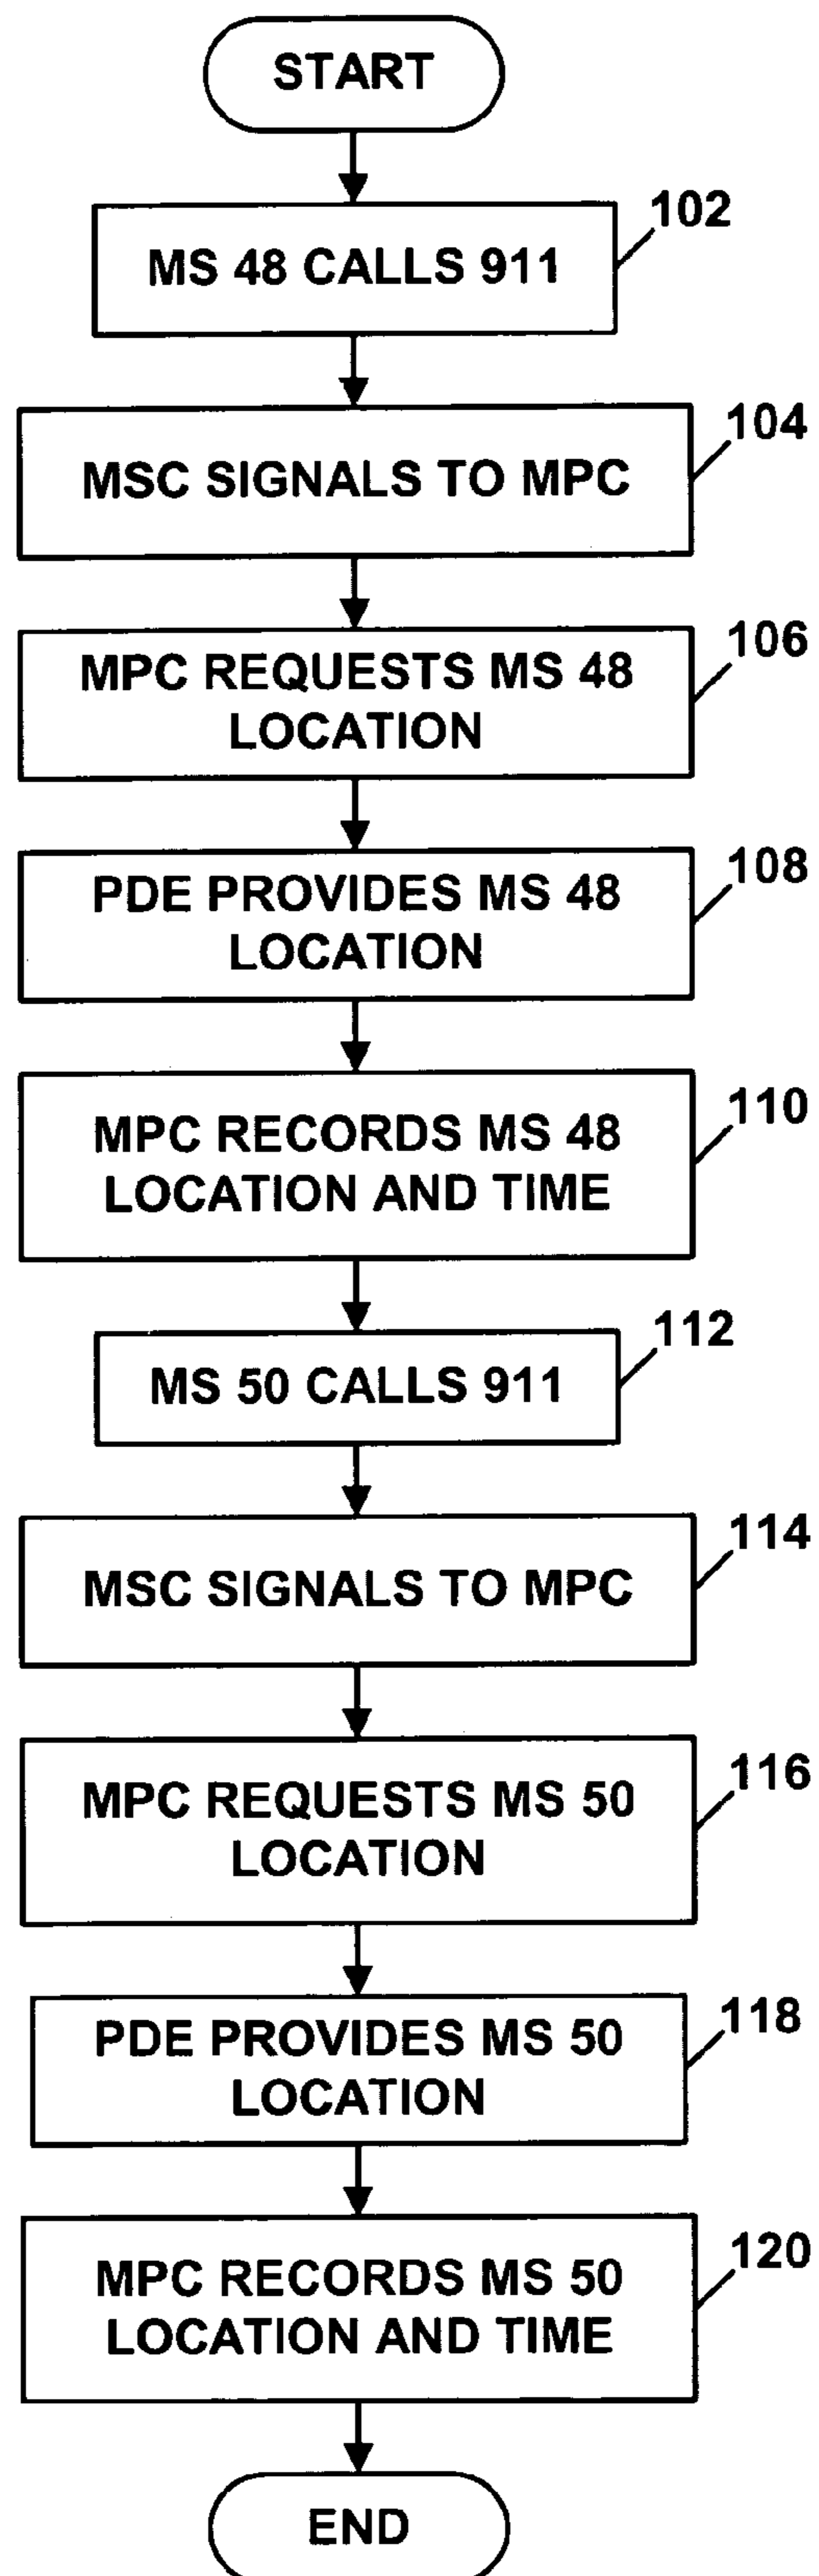 START
102
MS 48 CALLS 911
104
MSC SIGNALS TO MPC
106
MPC REQUESTS MS 48
LOCATION
108
PDE PROVIDES MS 48
LOCATION
110
MPC RECORDS MS 48
LOCATION AND TIME
112
MS 50 CALLS 911
114
MSC SIGNALS TO MPC
116
MPC REQUESTS MS 50
LOCATION
118
PDE PROVIDES MS 50
LOCATION
120
MPC RECORDS MS 50
LOCATION AND TIME
END